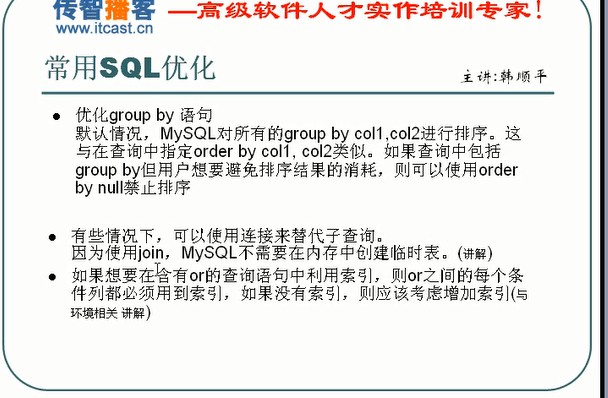 传智播客 —高级软件人才实作培训专家!
www.itcast.cn
常用SQL优化
主讲:韩顺平
● 优化group by 语句
默认情况，MySQL对所有的group by col1,col2进行排序。这
与在查询中指定order by col1, col2类似。如果查询中包括
group by但用户想要避免排序结果的消耗，则可以使用order
by null禁止排序
● 有些情况下，可以使用连接来替代子查询。
因为使用join，MySQL不需要在内存中创建临时表。(讲解)
● 如果想要在含有or的查询语句中利用索引，则or之间的每个条
件列都必须用到索引，如果没有索引，则应该考虑增加索引(与
环境相关 讲解)